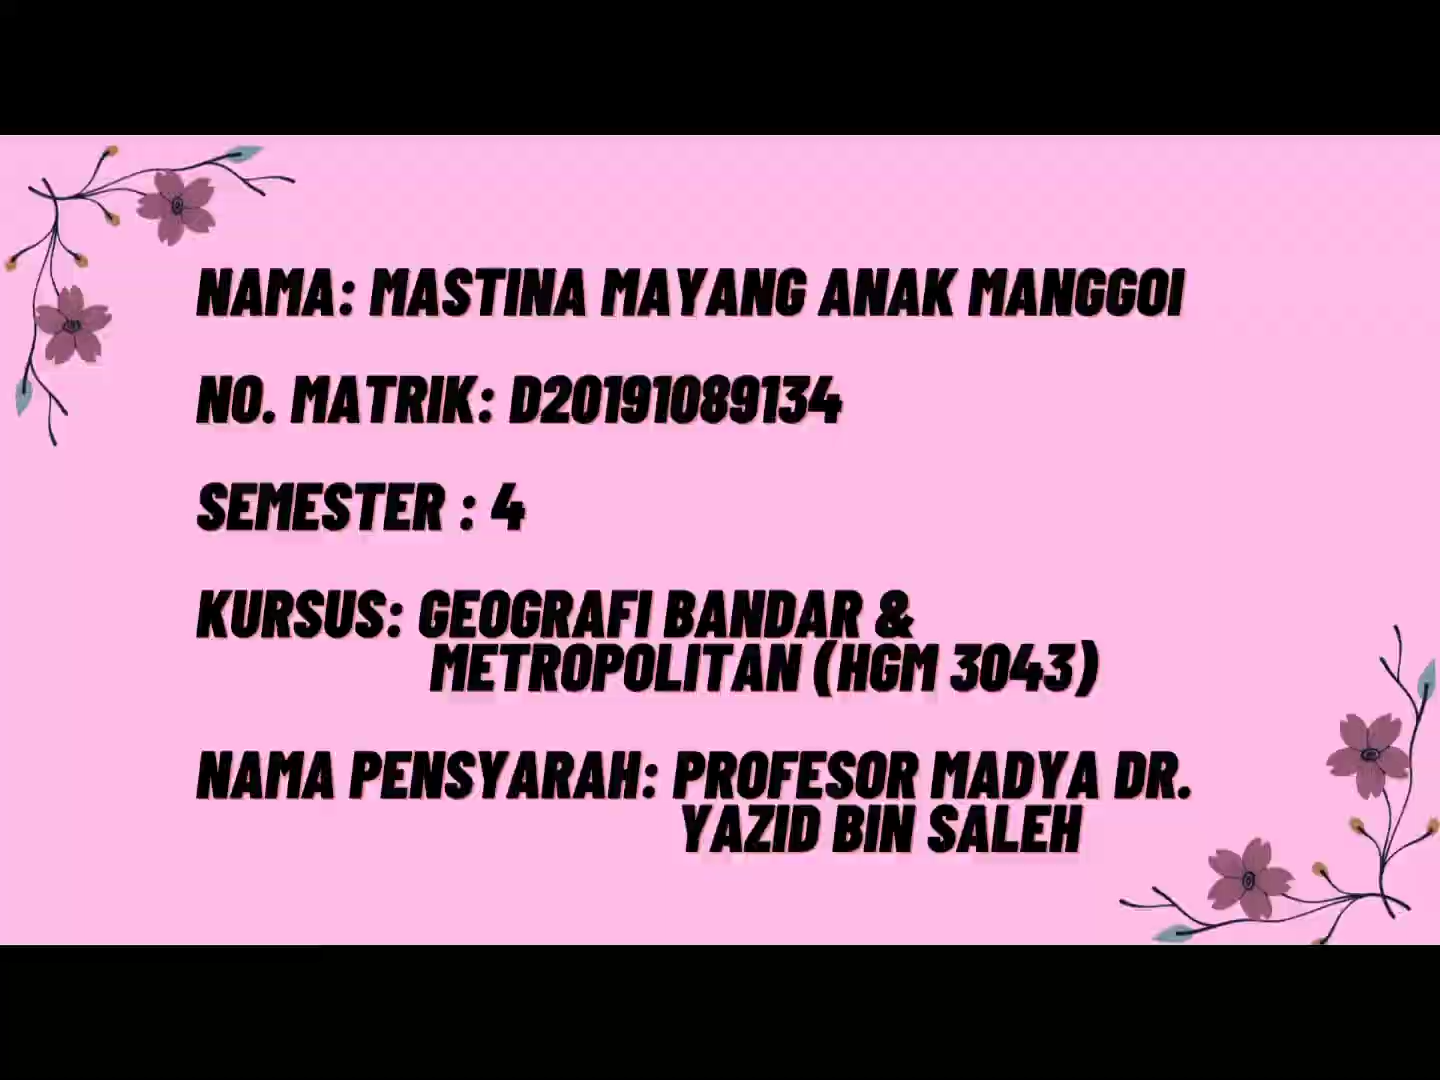 NAMA: MASTINA MAYANG ANAK MANGGOI
NO. MATRIK: D20191089134
SEMESTER : 4
KURSUS: GEOGRAFI BANDAR &
METROPOLITAN (HGM 3043)
NAMA PENSYARAH: PROFESOR MADYA DR.
YAZID BIN SALEH